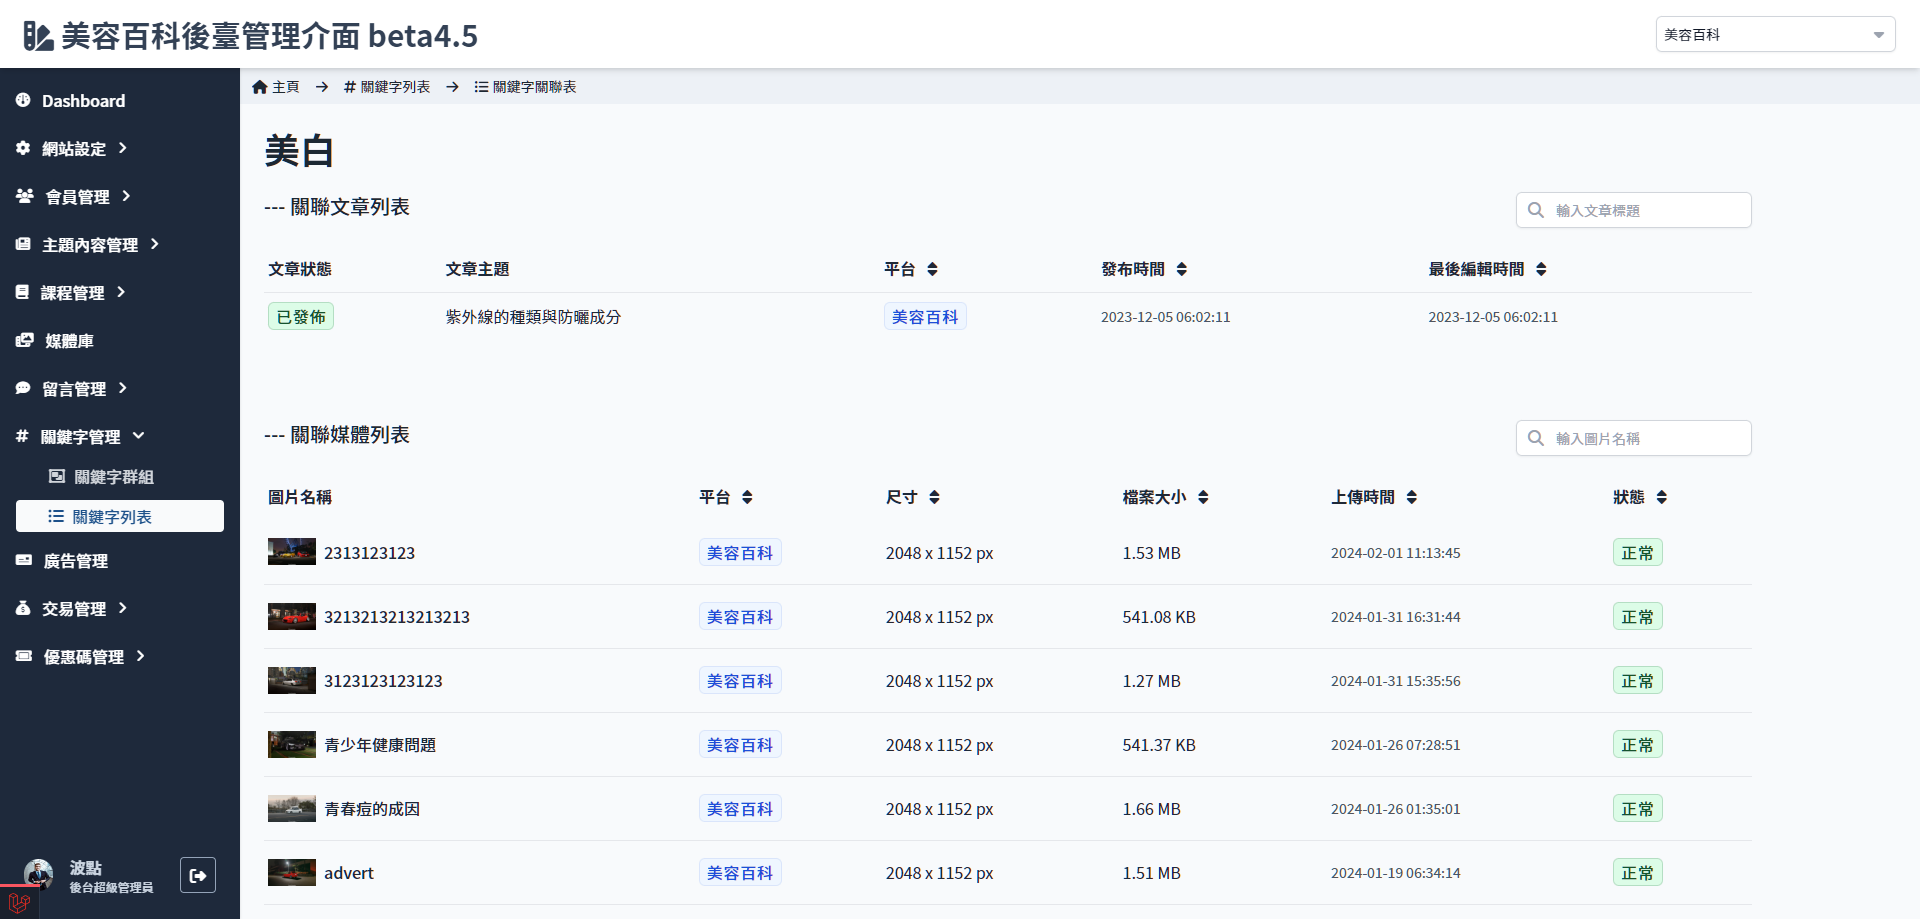 美容百科後臺管理介面 beta4.5
美容百科
Dashboard
網站設定
會員管理
主題內容管理
課程管理
媒體庫
留言管理
關鍵字管理
關鍵字群組
關鍵字列表
廣告管理
交易管理
優惠碼管理
波點
後台超級管理員
主頁 → 關鍵字列表 → 關鍵字關聯表
美白
--- 關聯文章列表
輸入文章標題
文章狀態 文章主題 平台 發布時間 最後編輯時間
已發佈 紫外線的種類與防曬成分 美容百科 2023-12-05 06:02:11 2023-12-05 06:02:11
--- 關聯媒體列表
輸入圖片名稱
圖片名稱 平台 尺寸 檔案大小 上傳時間 狀態
2313123123 美容百科 2048 x 1152 px 1.53 MB 2024-02-01 11:13:45 正常
3213213213213213 美容百科 2048 x 1152 px 541.08 KB 2024-01-31 16:31:44 正常
3123123123123 美容百科 2048 x 1152 px 1.27 MB 2024-01-31 15:35:56 正常
青少年健康問題 美容百科 2048 x 1152 px 541.37 KB 2024-01-26 07:28:51 正常
青春痘的成因 美容百科 2048 x 1152 px 1.66 MB 2024-01-26 01:35:01 正常
advert 美容百科 2048 x 1152 px 1.51 MB 2024-01-19 06:34:14 正常